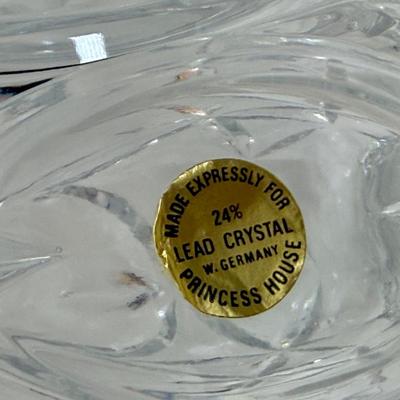 MADE EXPRESSLY FOR
24%
LEAD CRYSTAL
W. GERMANY
PRINCESS HOUSE